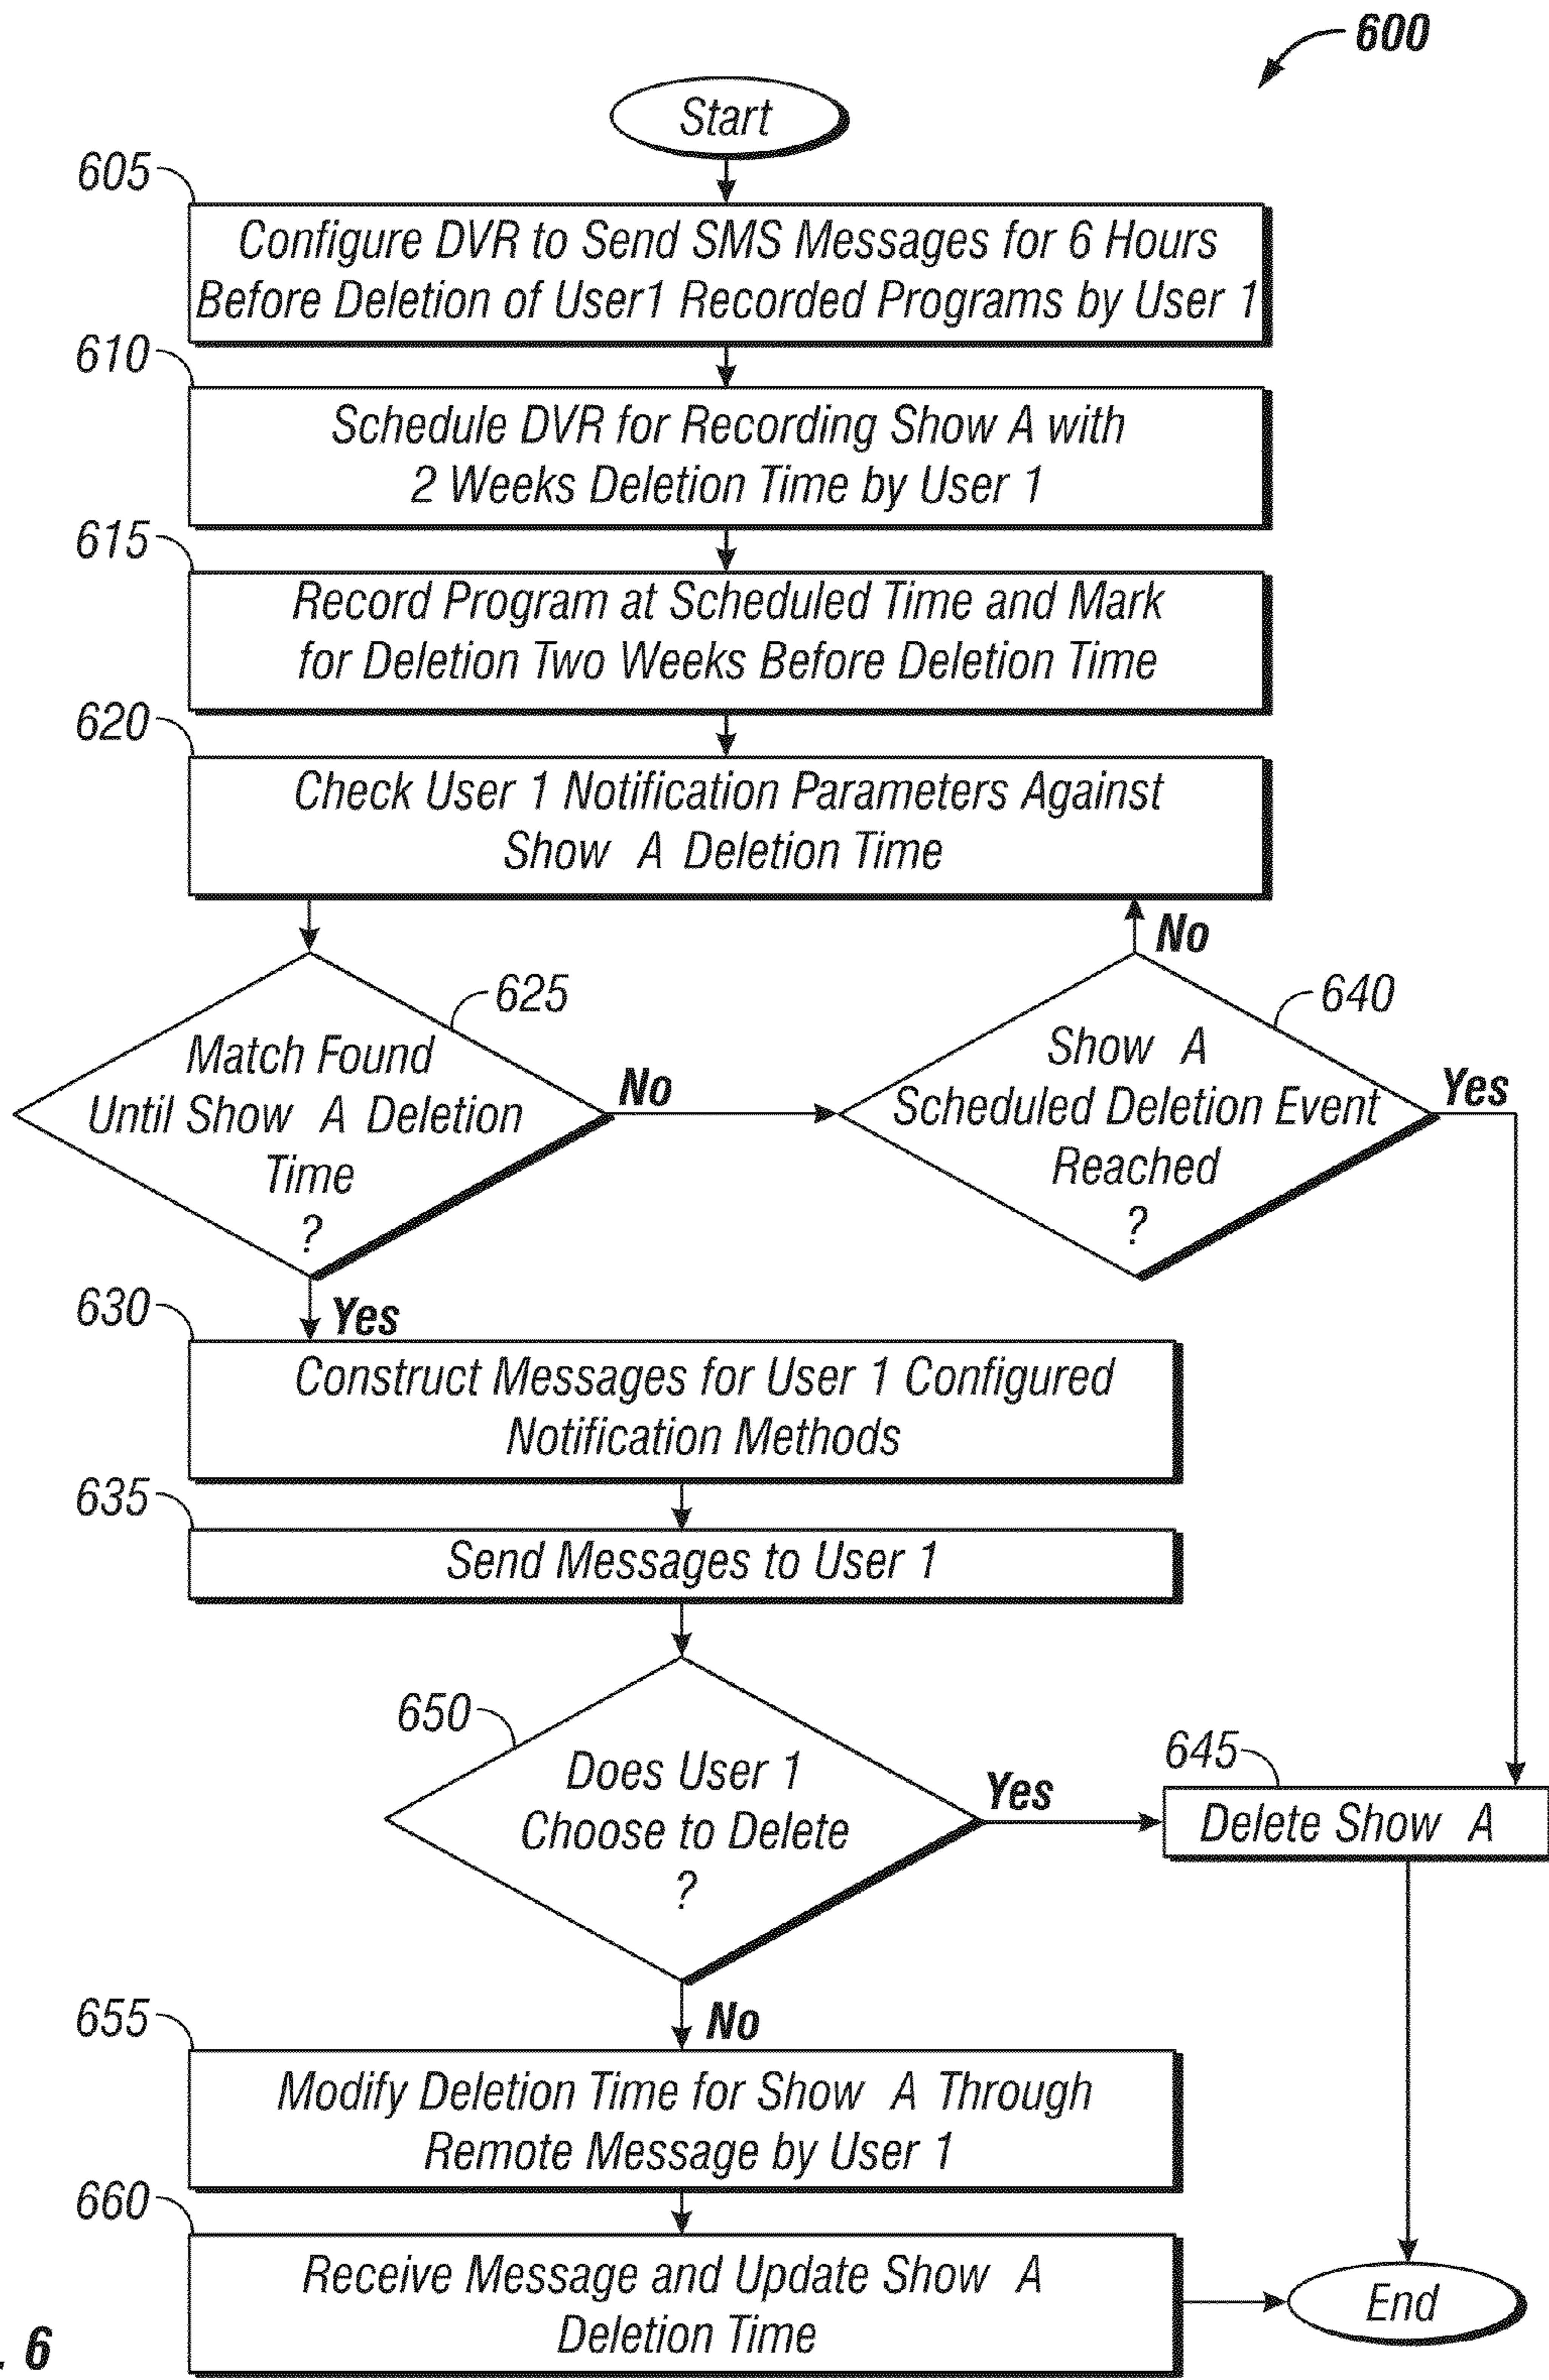 600
Start
605
Configure DVR to Send SMS Messages for 6 Hours
Before Deletion of User1 Recorded Programs by User 1
610
Schedule DVR for Recording Show A with
2 Weeks Deletion Time by User 1
615
Record Program at Scheduled Time and Mark
for Deletion Two Weeks Before Deletion Time
620
Check User 1 Notification Parameters Against
Show A Deletion Time
No
625
Match Found
Until Show A Deletion
Time
?
No
640
Show A
Scheduled Deletion Event
Reached
?
Yes
Yes
630
Construct Messages for User 1 Configured
Notification Methods
635
Send Messages to User 1
650
Does User 1
Choose to Delete
?
Yes
645
Delete Show A
No
655
Modify Deletion Time for Show A Through
Remote Message by User 1
660
Receive Message and Update Show A
Deletion Time
End
. 6